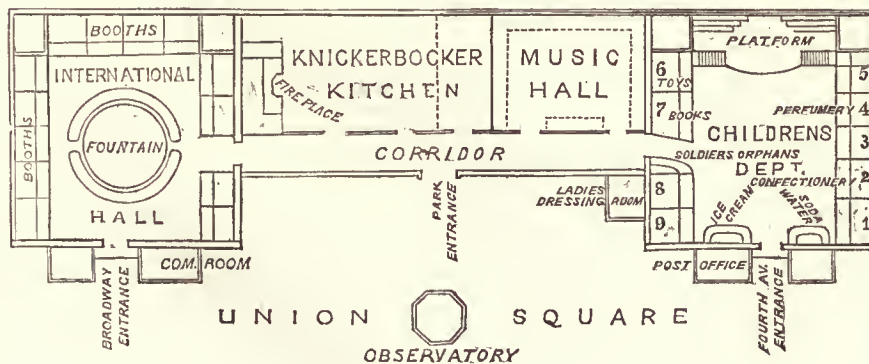 BOOTHS
INTERNATIONAL
BOOTHS
FOUNTAIN
HALL
COM. ROOM
BROADWAY
ENTRANCE
KNICKERBOCKER
KITCHEN
FIRE PLACE
MUSIC
HALL
CORRIDOR
PARK
ENTRANCE
LADIES
DRESSING ROOM
PLATFORM
6
TOYS
5
7 BOOKS
PERFUMERY 4
CHILDRENS
3
SOLDIERS ORPHANS
DEPT.
8
CONFECTIONERY 2
9
ICE
CREAM
SODA
WATER
1
POST OFFICE
FOURTH AV.
ENTRANCE
UNION SQUARE
OBSERVATORY